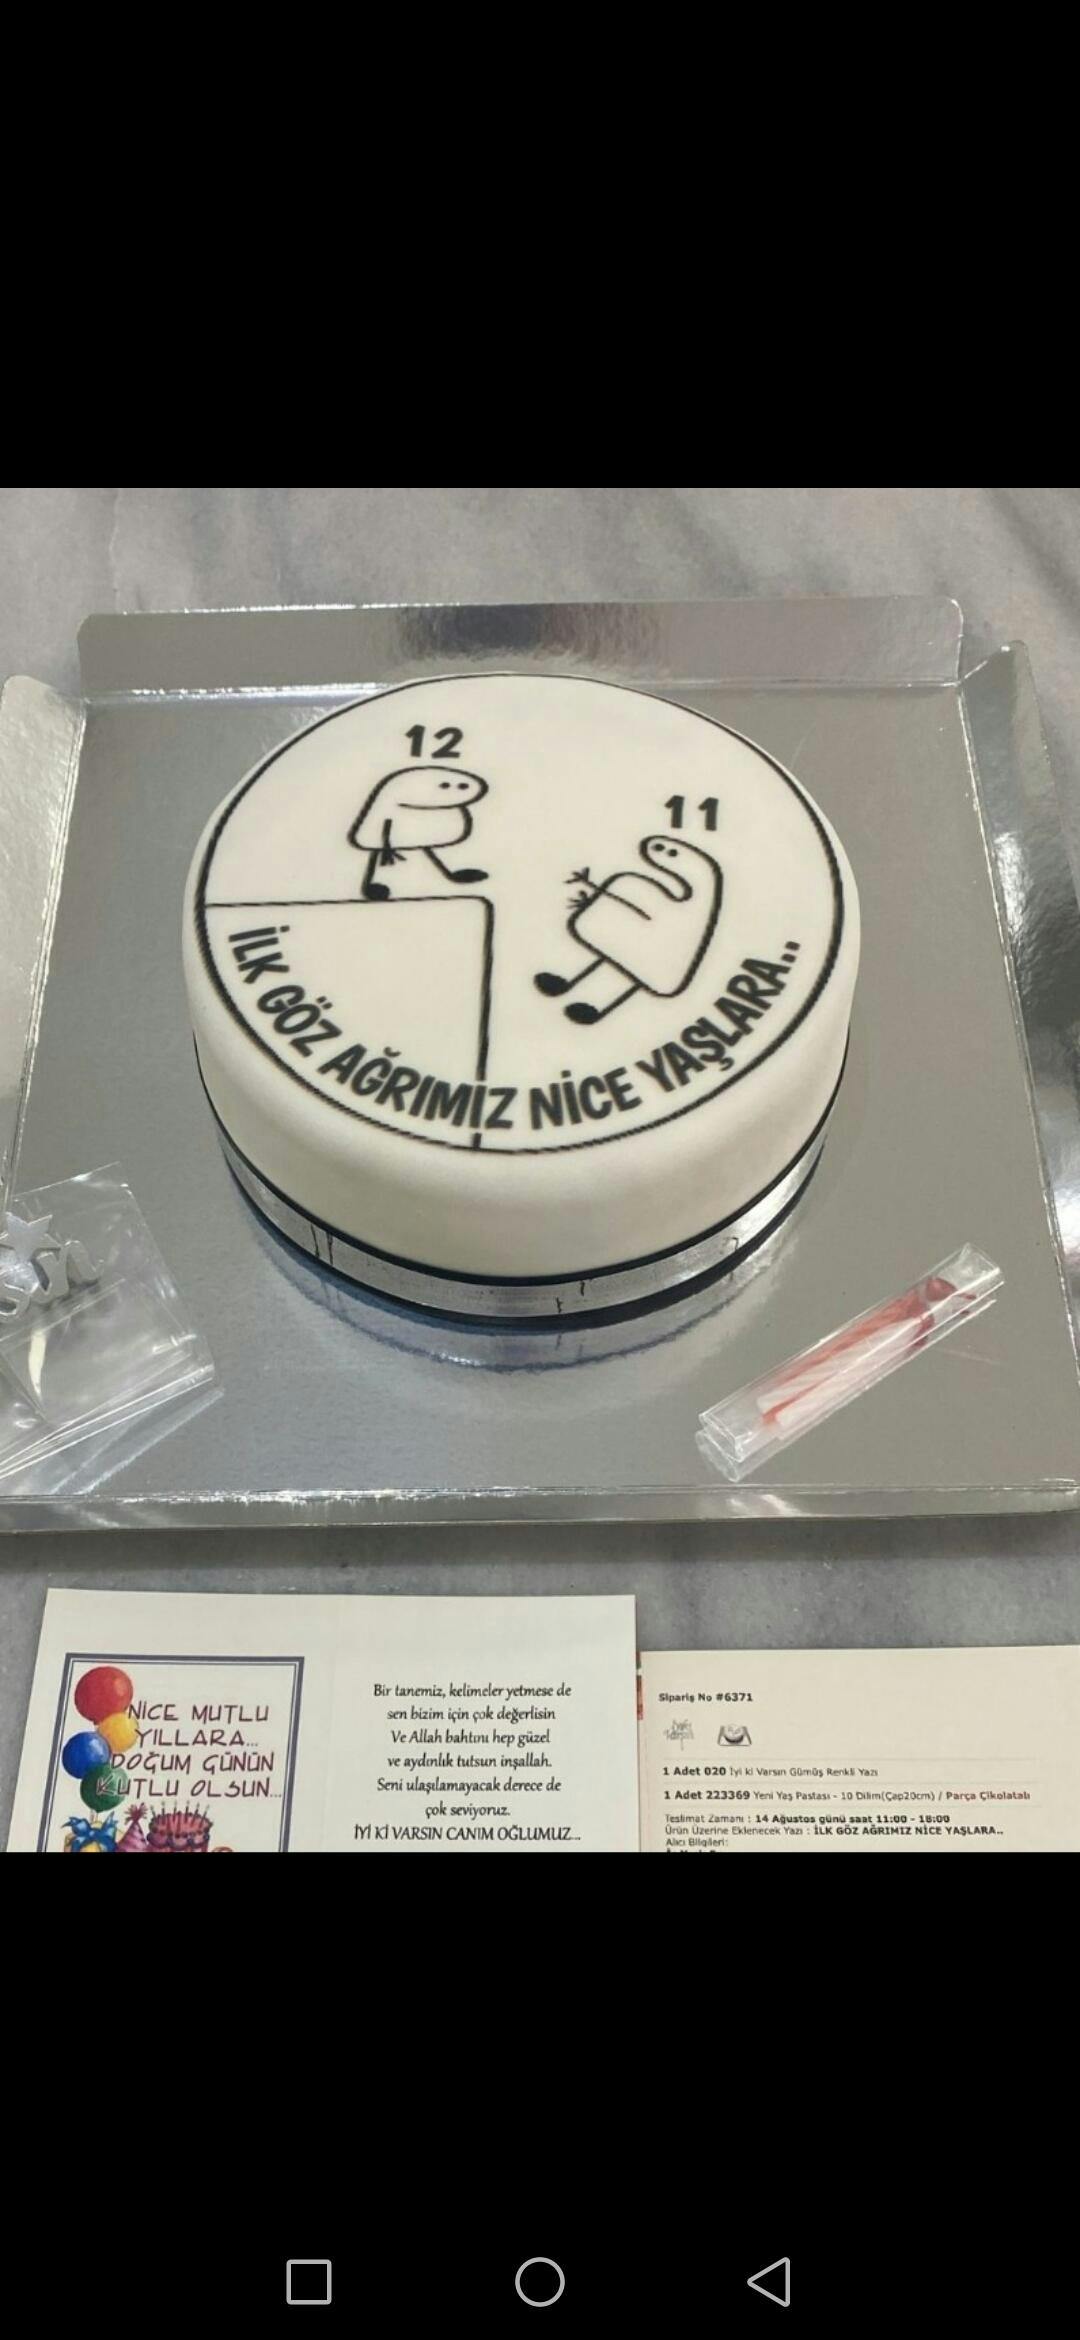 12
11
İLK GÖZ AĞRIMIZ NİCE YAŞLARA..
NİCE MUTLU
YILLARA...
DOĞUM GÜNÜN
KUTLU OLSUN...
Bir tanemiz, kelimeler yetmese de
sen bizim için çok değerlisin
Ve Allah bahtını hep güzel
ve aydınlık tutsun inşallah.
Seni ulaşılamayacak derece de
çok seviyoruz.
İYİ Kİ VARSIN CANIM OĞLUMUZ...
Sipariş No #6371
1 Adet 020 İyi ki Varsın Gümüş Renkli Yazı
1 Adet 223369 Yeni Yaş Pastası - 10 Dilim(Çap20cm) / Parça Çikolatalı
Teslimat Zamanı : 14 Ağustos günü saat 11:00 - 18:00
Ürün Üzerine Eklenecek Yazı : İLK GÖZ AĞRIMIZ NİCE YAŞLARA..
Alıcı Bilgileri: